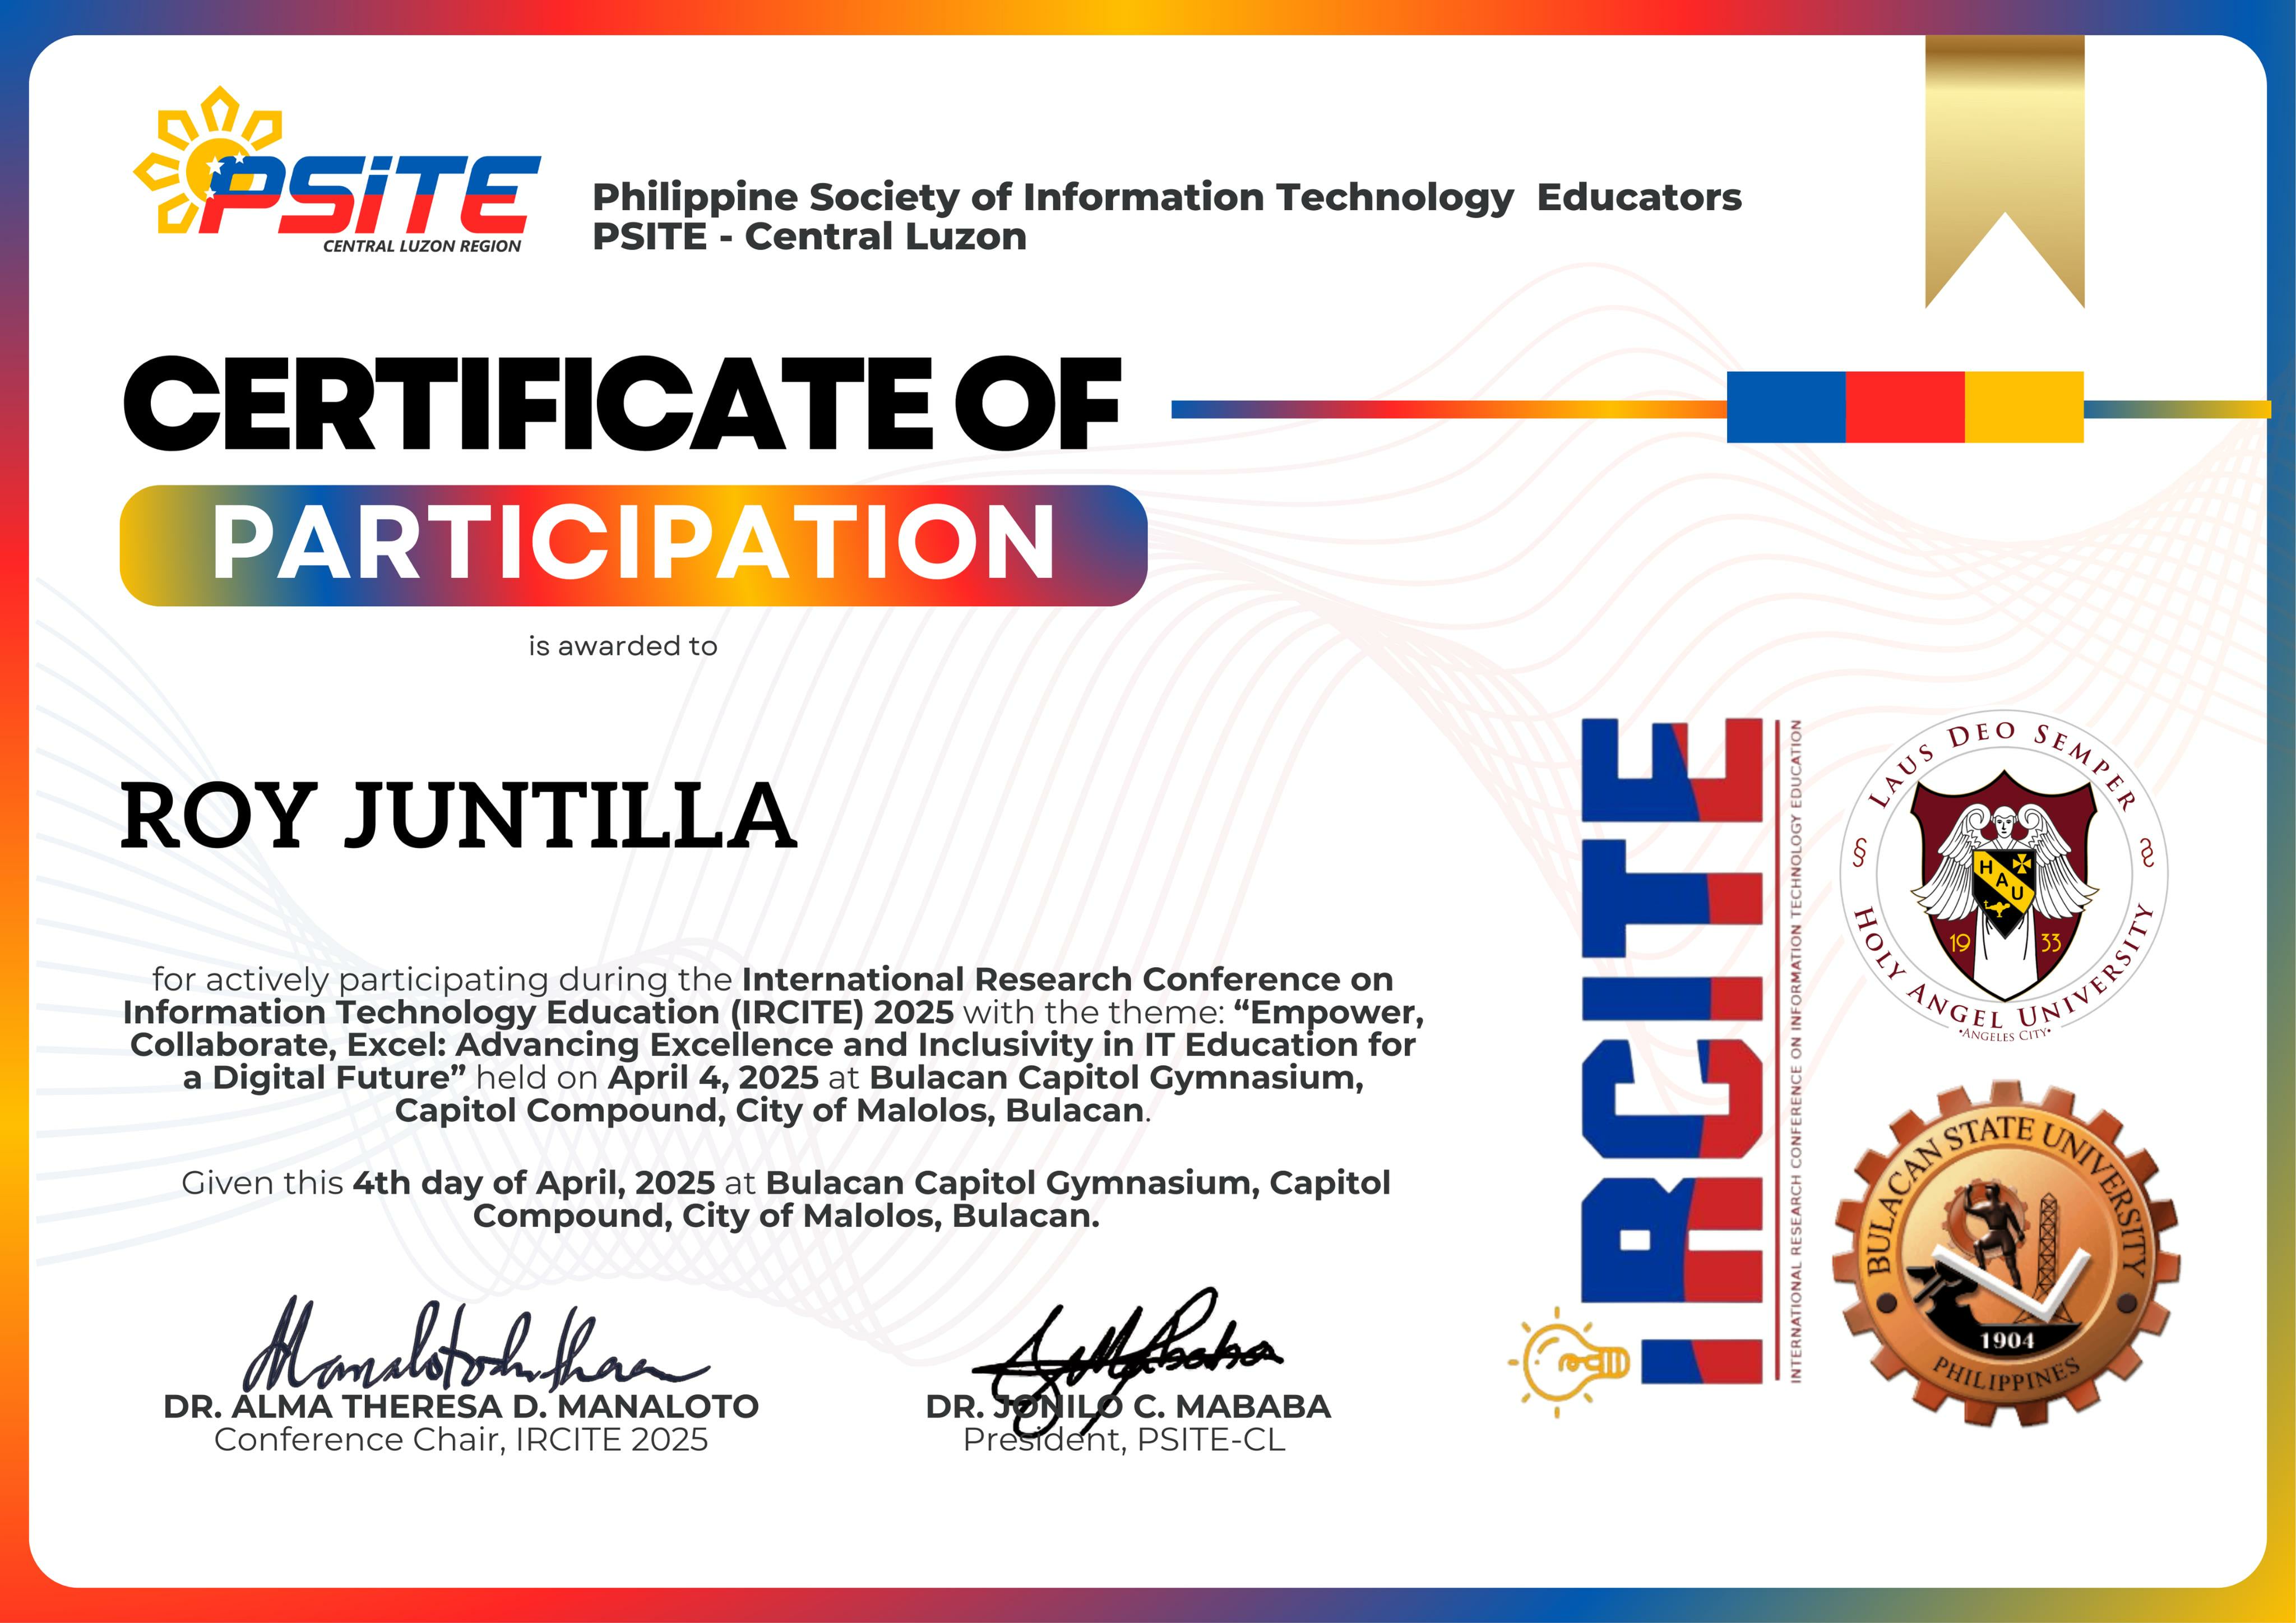 PSiTE
CENTRAL LUZON REGION
Philippine Society of Information Technology Educators
PSITE - Central Luzon
CERTIFICATE OF
PARTICIPATION
is awarded to
ROY JUNTILLA
for actively participating during the International Research Conference on
Information Technology Education (IRCITE) 2025 with the theme: “Empower,
Collaborate, Excel: Advancing Excellence and Inclusivity in IT Education for
a Digital Future” held on April 4, 2025 at Bulacan Capitol Gymnasium,
Capitol Compound, City of Malolos, Bulacan.
Given this 4th day of April, 2025 at Bulacan Capitol Gymnasium, Capitol
Compound, City of Malolos, Bulacan.
DR. ALMA THERESA D. MANALOTO
Conference Chair, IRCITE 2025
DR. JONILO C. MABABA
President, PSITE-CL
IRCITE
INTERNATIONAL RESEARCH CONFERENCE ON INFORMATION TECHNOLOGY EDUCATION
LAUS DEO SEMPER
HAU
19 33
HOLY ANGEL UNIVERSITY
•ANGELES CITY•
BULACAN STATE UNIVERSITY
1904
PHILIPPINES